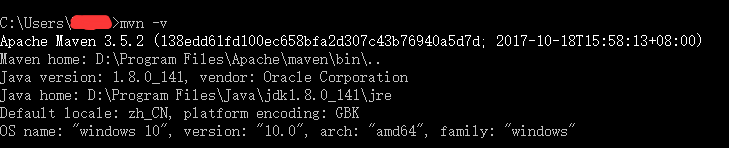 C:\Users\>mvn -v
Apache Maven 3.5.2 (138edd61fd100ec658bfa2d307c43b76940a5d7d; 2017-10-18T15:58:13+08:00)
Maven home: D:\Program Files\Apache\maven\bin\..
Java version: 1.8.0_141, vendor: Oracle Corporation
Java home: D:\Program Files\Java\jdk1.8.0_141\jre
Default locale: zh_CN, platform encoding: GBK
OS name: "windows 10", version: "10.0", arch: "amd64", family: "windows"